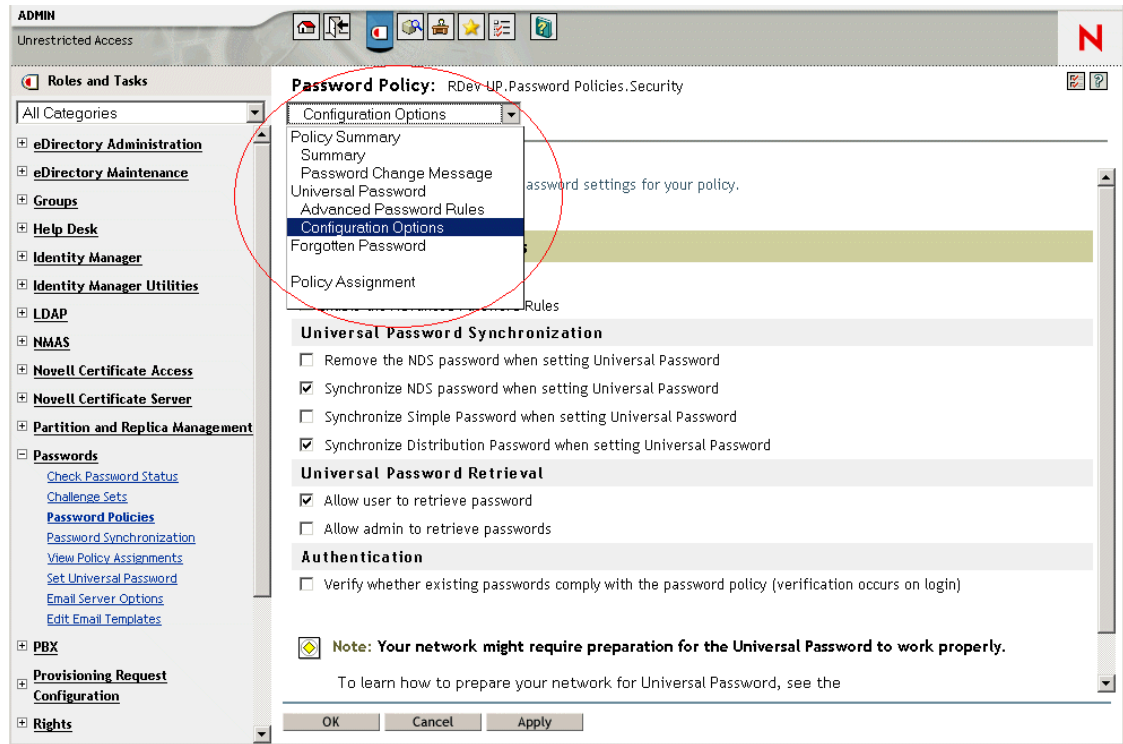 ADMIN
Unrestricted Access
N
Roles and Tasks
All Categories
eDirectory Administration
eDirectory Maintenance
Groups
Help Desk
Identity Manager
Identity Manager Utilities
LDAP
NMAS
Novell Certificate Access
Novell Certificate Server
Partition and Replica Management
Passwords
Check Password Status
Challenge Sets
Password Policies
Password Synchronization
View Policy Assignments
Set Universal Password
Email Server Options
Edit Email Templates
PBX
Provisioning Request
Configuration
Rights
Password Policy: RDev UP.Password Policies.Security
Configuration Options
Policy Summary
Summary
Password Change Message
Universal Password
Advanced Password Rules
Configuration Options
Forgotten Password
Policy Assignment
password settings for your policy.
Rules
Universal Password Synchronization
Remove the NDS password when setting Universal Password
Synchronize NDS password when setting Universal Password
Synchronize Simple Password when setting Universal Password
Synchronize Distribution Password when setting Universal Password
Universal Password Retrieval
Allow user to retrieve password
Allow admin to retrieve passwords
Authentication
Verify whether existing passwords comply with the password policy (verification occurs on login)
Note: Your network might require preparation for the Universal Password to work properly.
To learn how to prepare your network for Universal Password, see the
OK Cancel Apply